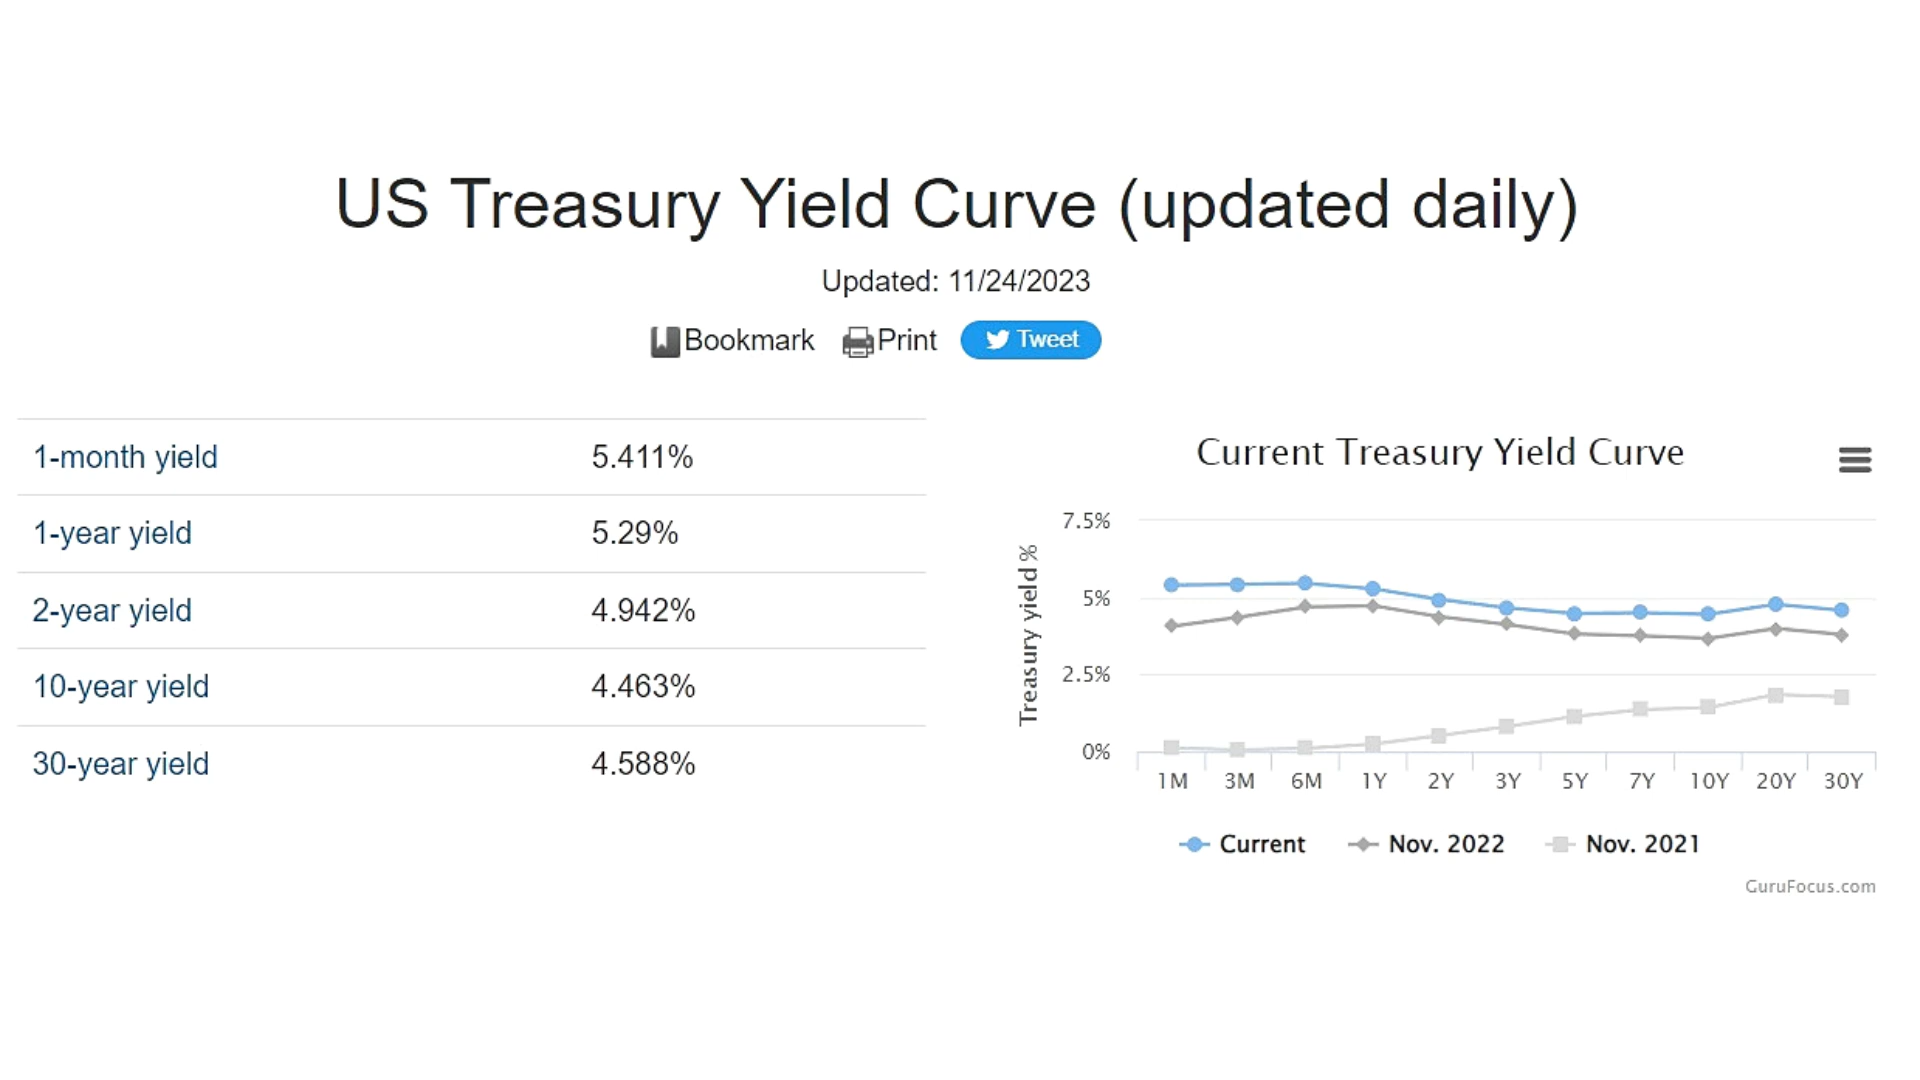 US Treasury Yield Curve (updated daily)
Updated: 11/24/2023
Bookmark Print Tweet
1-month yield 5.411%
1-year yield 5.29%
2-year yield 4.942%
10-year yield 4.463%
30-year yield 4.588%
Current Treasury Yield Curve
Treasury yield %
7.5%
5%
2.5%
0%
1M 3M 6M 1Y 2Y 3Y 5Y 7Y 10Y 20Y 30Y
Current Nov. 2022 Nov. 2021
GuruFocus.com